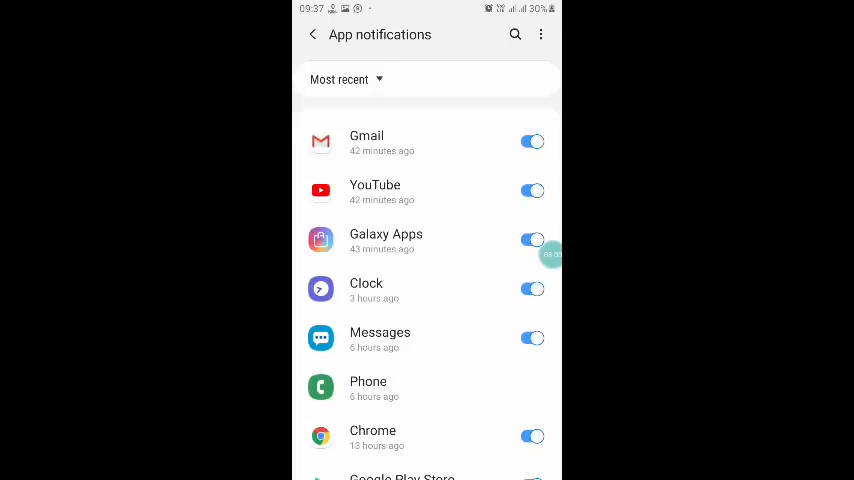 09:37 30%
App notifications
Most recent
Gmail
42 minutes ago
YouTube
42 minutes ago
Galaxy Apps
43 minutes ago
08:00
Clock
3 hours ago
Messages
6 hours ago
Phone
6 hours ago
Chrome
13 hours ago
Google Play Store